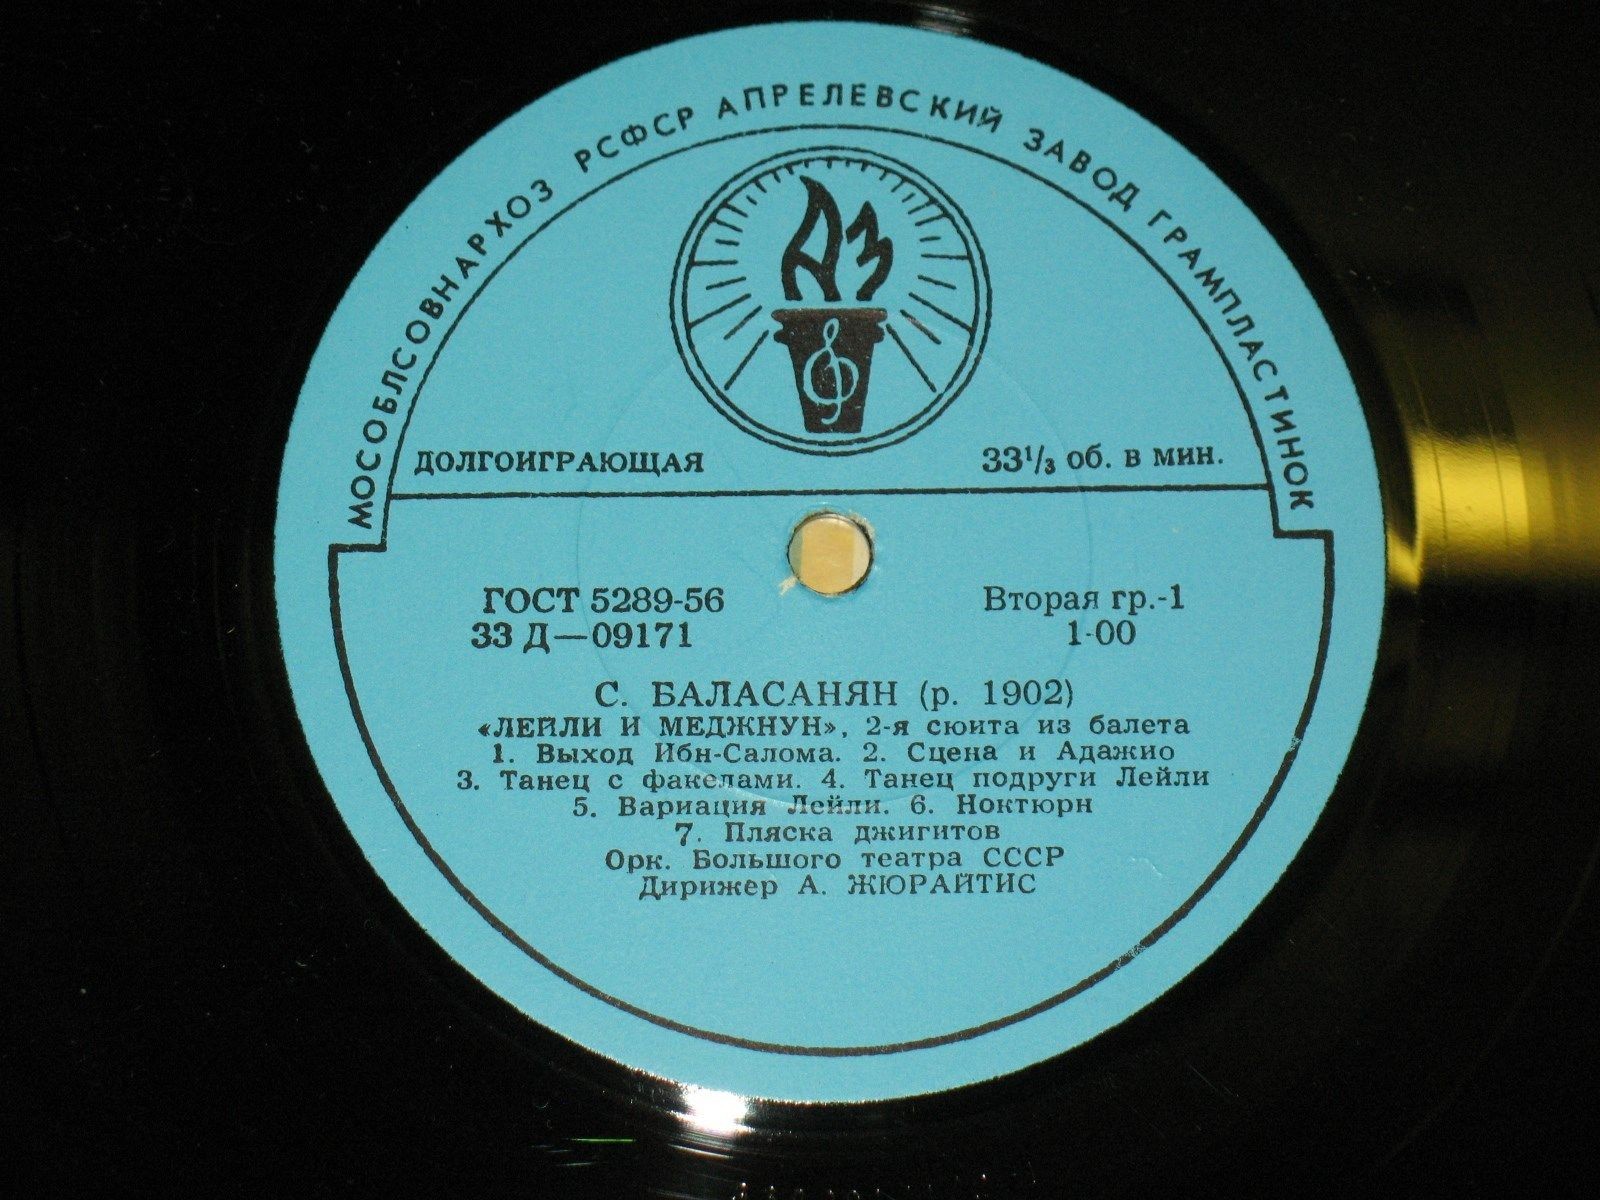 МОСОБЛСОВНАРХОЗ РСФСР АПРЕЛЕВСКИЙ ЗАВОД ГРАМПЛАСТИНОК
АЗ
ДОЛГОИГРАЮЩАЯ 33⅓ об. в мин.
ГОСТ 5289-56 Вторая гр.-1
33 Д—09171 1-00
С. БАЛАСАНЯН (р. 1902)
«ЛЕЙЛИ И МЕДЖНУН», 2-я сюита из балета
1. Выход Ибн-Салома. 2. Сцена и Адажио
3. Танец с факелами. 4. Танец подруги Лейли
5. Вариация Лейли. 6. Ноктюрн
7. Пляска джигитов
Орк. Большого театра СССР
Дирижер А. ЖЮРАЙТИС